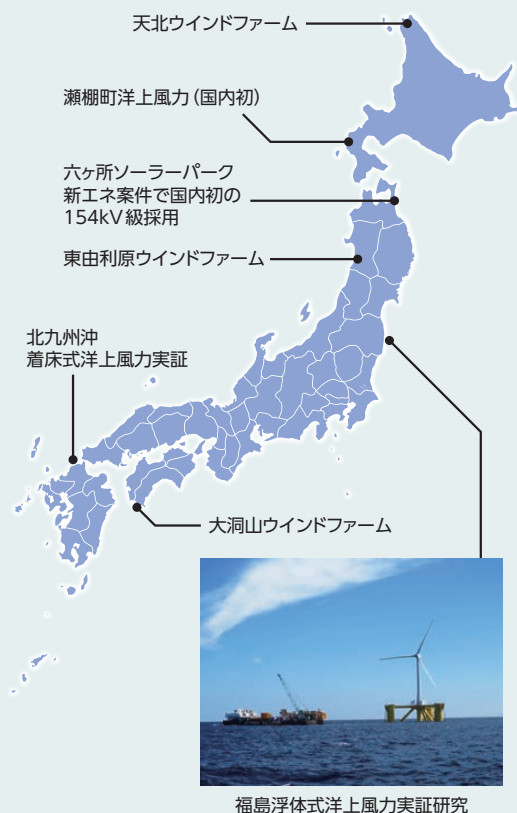 天北ウインドファーム
瀬棚町洋上風力（国内初）
六ヶ所ソーラーパーク
新エネ案件で国内初の
154kV級採用
東由利原ウインドファーム
北九州沖
着床式洋上風力実証
大洞山ウインドファーム
福島浮体式洋上風力実証研究